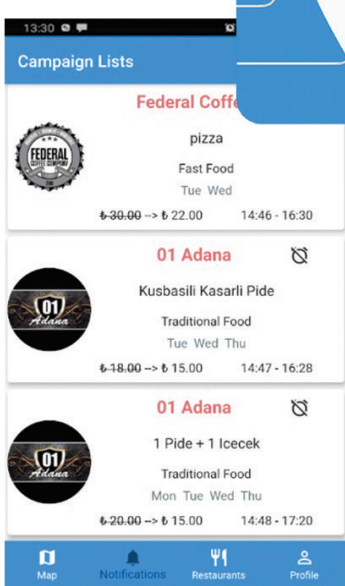 13:30
Campaign Lists
Federal Coffe
FEDERAL
COFFEE COMPANY
pizza
Fast Food
Tue Wed
₺ 30.00 --> ₺ 22.00 14:46 - 16:30
01 Adana
01
Adana
Kusbasili Kasarli Pide
Traditional Food
Tue Wed Thu
₺ 18.00 --> ₺ 15.00 14:47 - 16:28
01 Adana
01
Adana
1 Pide + 1 Icecek
Traditional Food
Mon Tue Wed Thu
₺ 20.00 --> ₺ 15.00 14:48 - 17:20
Map Notifications Restaurants Profile